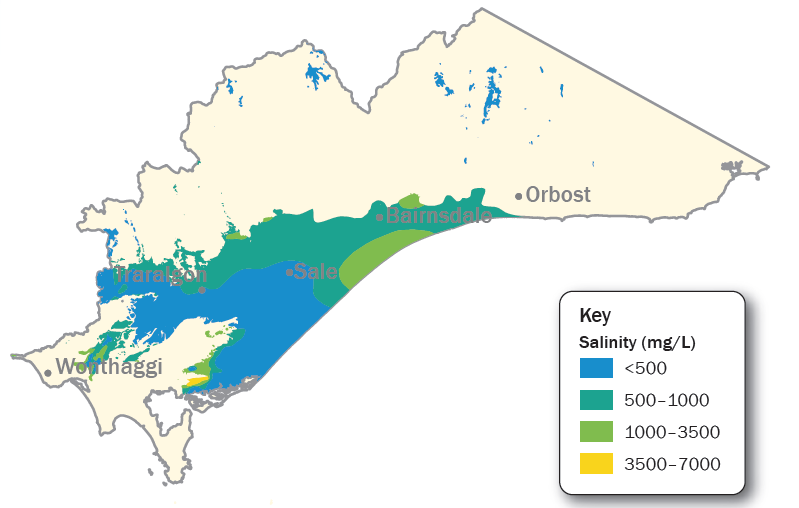 Orbost
Bairnsdale
Sale
Traralgon
Wonthaggi
Key
Salinity (mg/L)
<500
500–1000
1000–3500
3500–7000